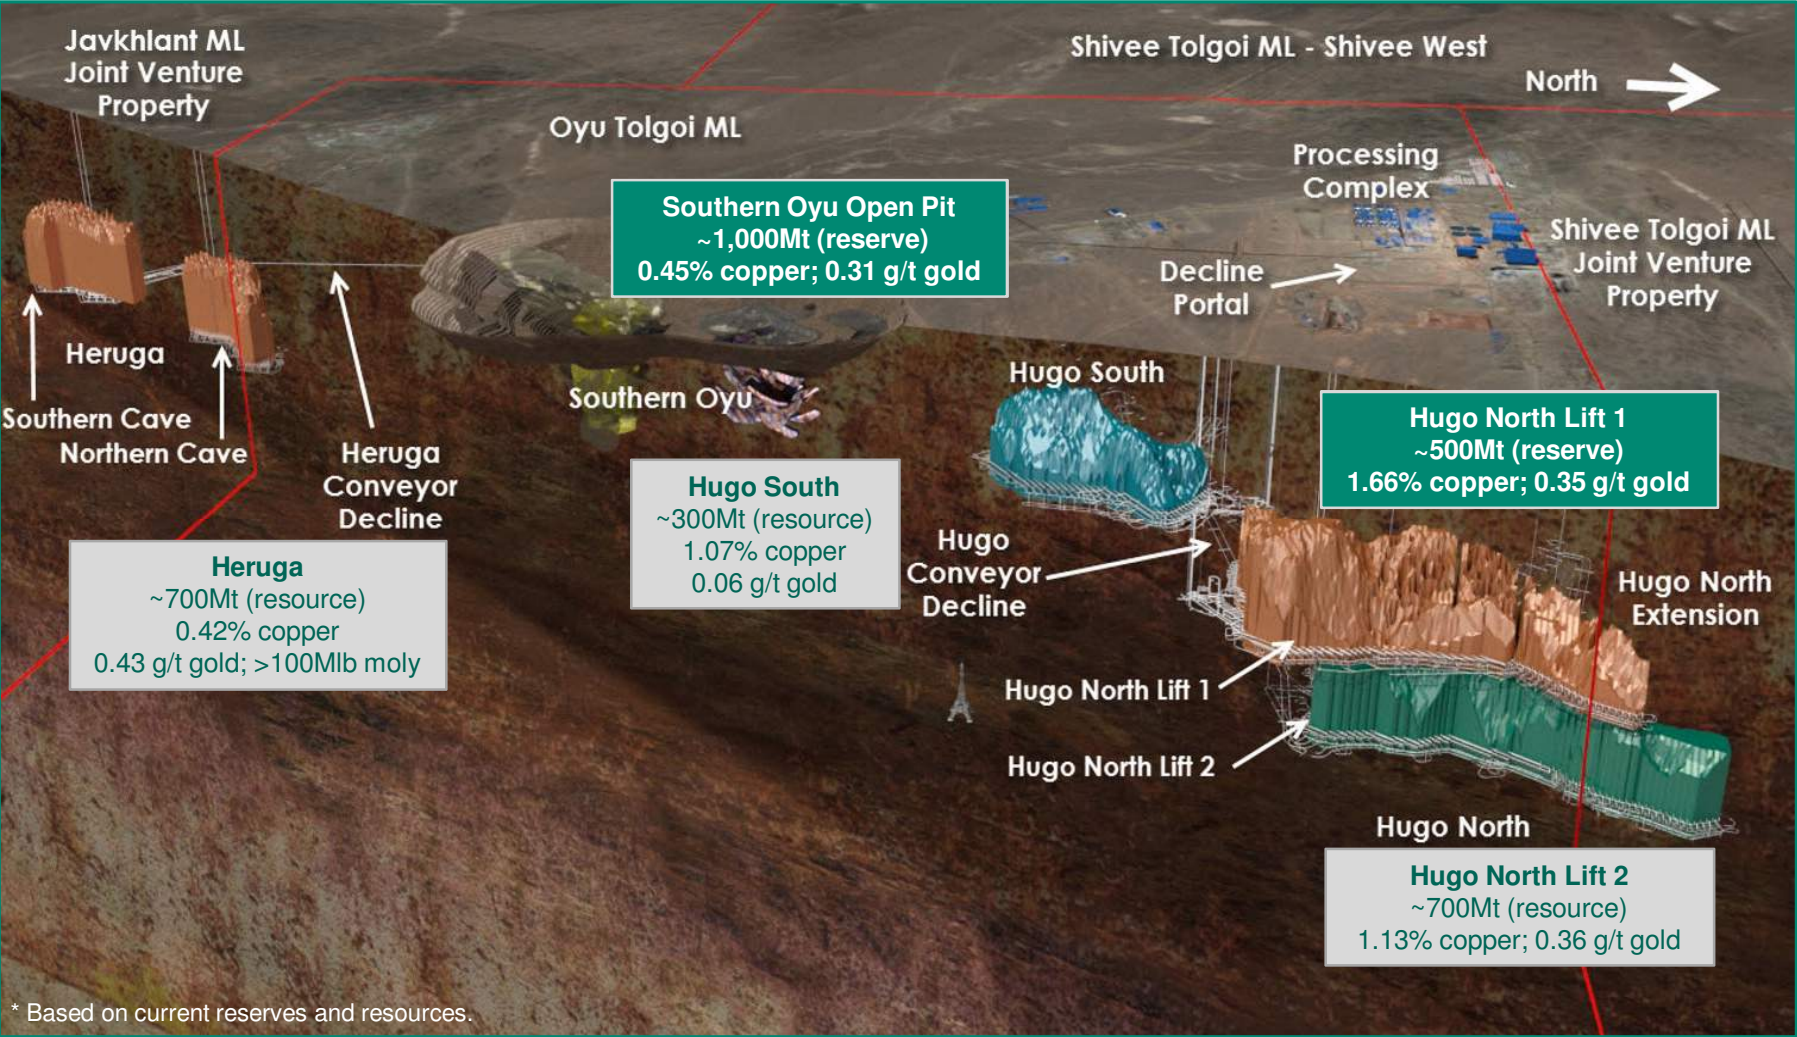 Javkhlant ML
Joint Venture
Property
Shivee Tolgoi ML - Shivee West
North
Oyu Tolgoi ML
Processing
Complex
Southern Oyu Open Pit
~1,000Mt (reserve)
0.45% copper; 0.31 g/t gold
Shivee Tolgoi ML
Joint Venture
Property
Decline
Portal
Heruga
Southern Cave
Northern Cave
Heruga
Conveyor
Decline
Southern Oyu
Hugo South
Hugo North Lift 1
~500Mt (reserve)
1.66% copper; 0.35 g/t gold
Hugo South
~300Mt (resource)
1.07% copper
0.06 g/t gold
Hugo
Conveyor
Decline
Heruga
~700Mt (resource)
0.42% copper
0.43 g/t gold; >100Mlb moly
Hugo North
Extension
Hugo North Lift 1
Hugo North Lift 2
Hugo North
Hugo North Lift 2
~700Mt (resource)
1.13% copper; 0.36 g/t gold
* Based on current reserves and resources.